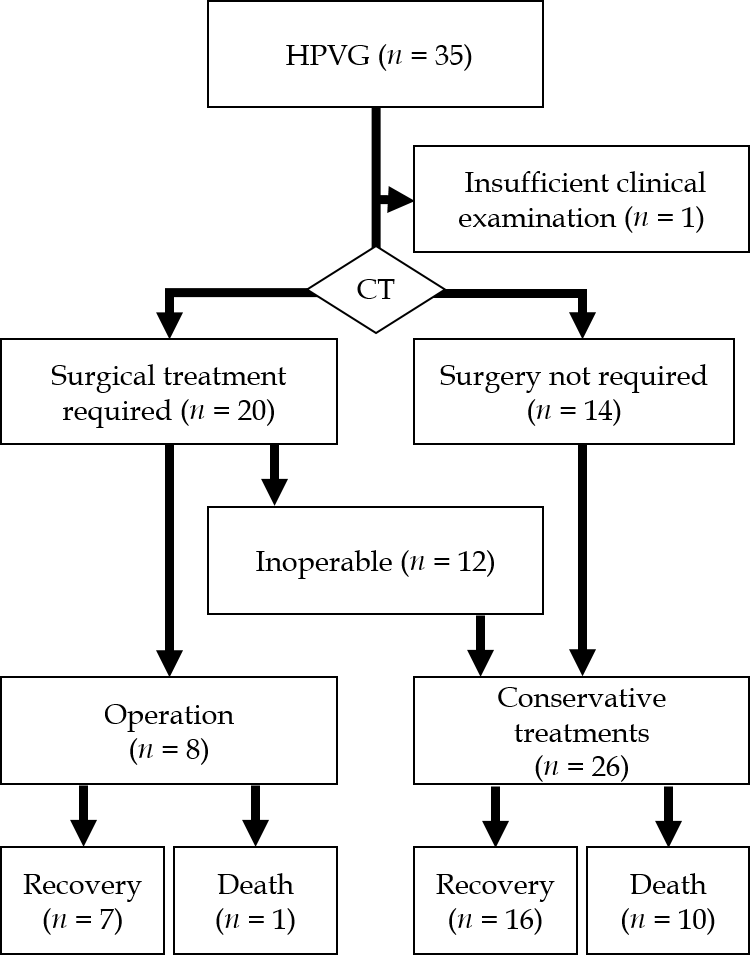 HPVG (n = 35)
Insufficient clinical
examination (n = 1)
CT
Surgical treatment
required (n = 20)
Surgery not required
(n = 14)
Inoperable (n = 12)
Operation
(n = 8)
Conservative
treatments
(n = 26)
Recovery
(n = 7)
Death
(n = 1)
Recovery
(n = 16)
Death
(n = 10)